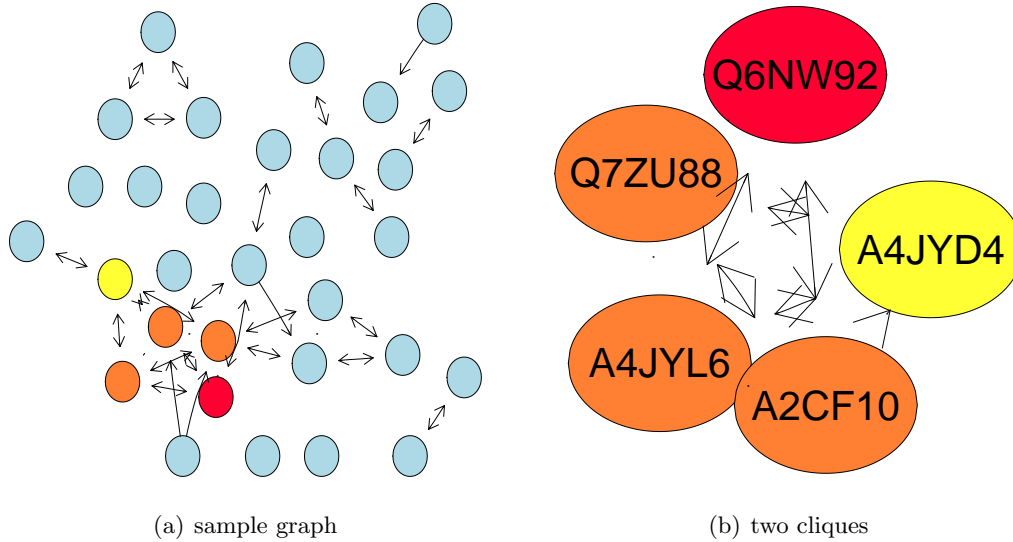 Q6NW92
Q7ZU88
A4JYD4
A4JYL6
A2CF10
(a) sample graph
(b) two cliques